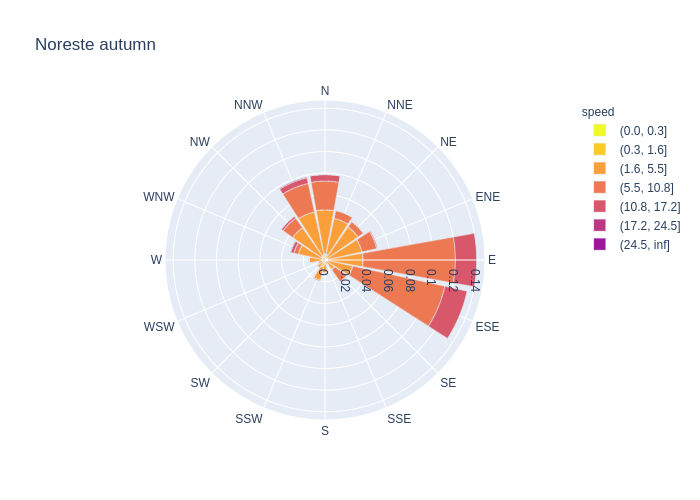 Noreste autumn
N
NNE
NE
ENE
E
ESE
SE
SSE
S
SSW
SW
WSW
W
WNW
NW
NNW
0
0.02
0.04
0.06
0.08
0.1
0.12
0.14
speed
(0.0, 0.3]
(0.3, 1.6]
(1.6, 5.5]
(5.5, 10.8]
(10.8, 17.2]
(17.2, 24.5]
(24.5, inf]